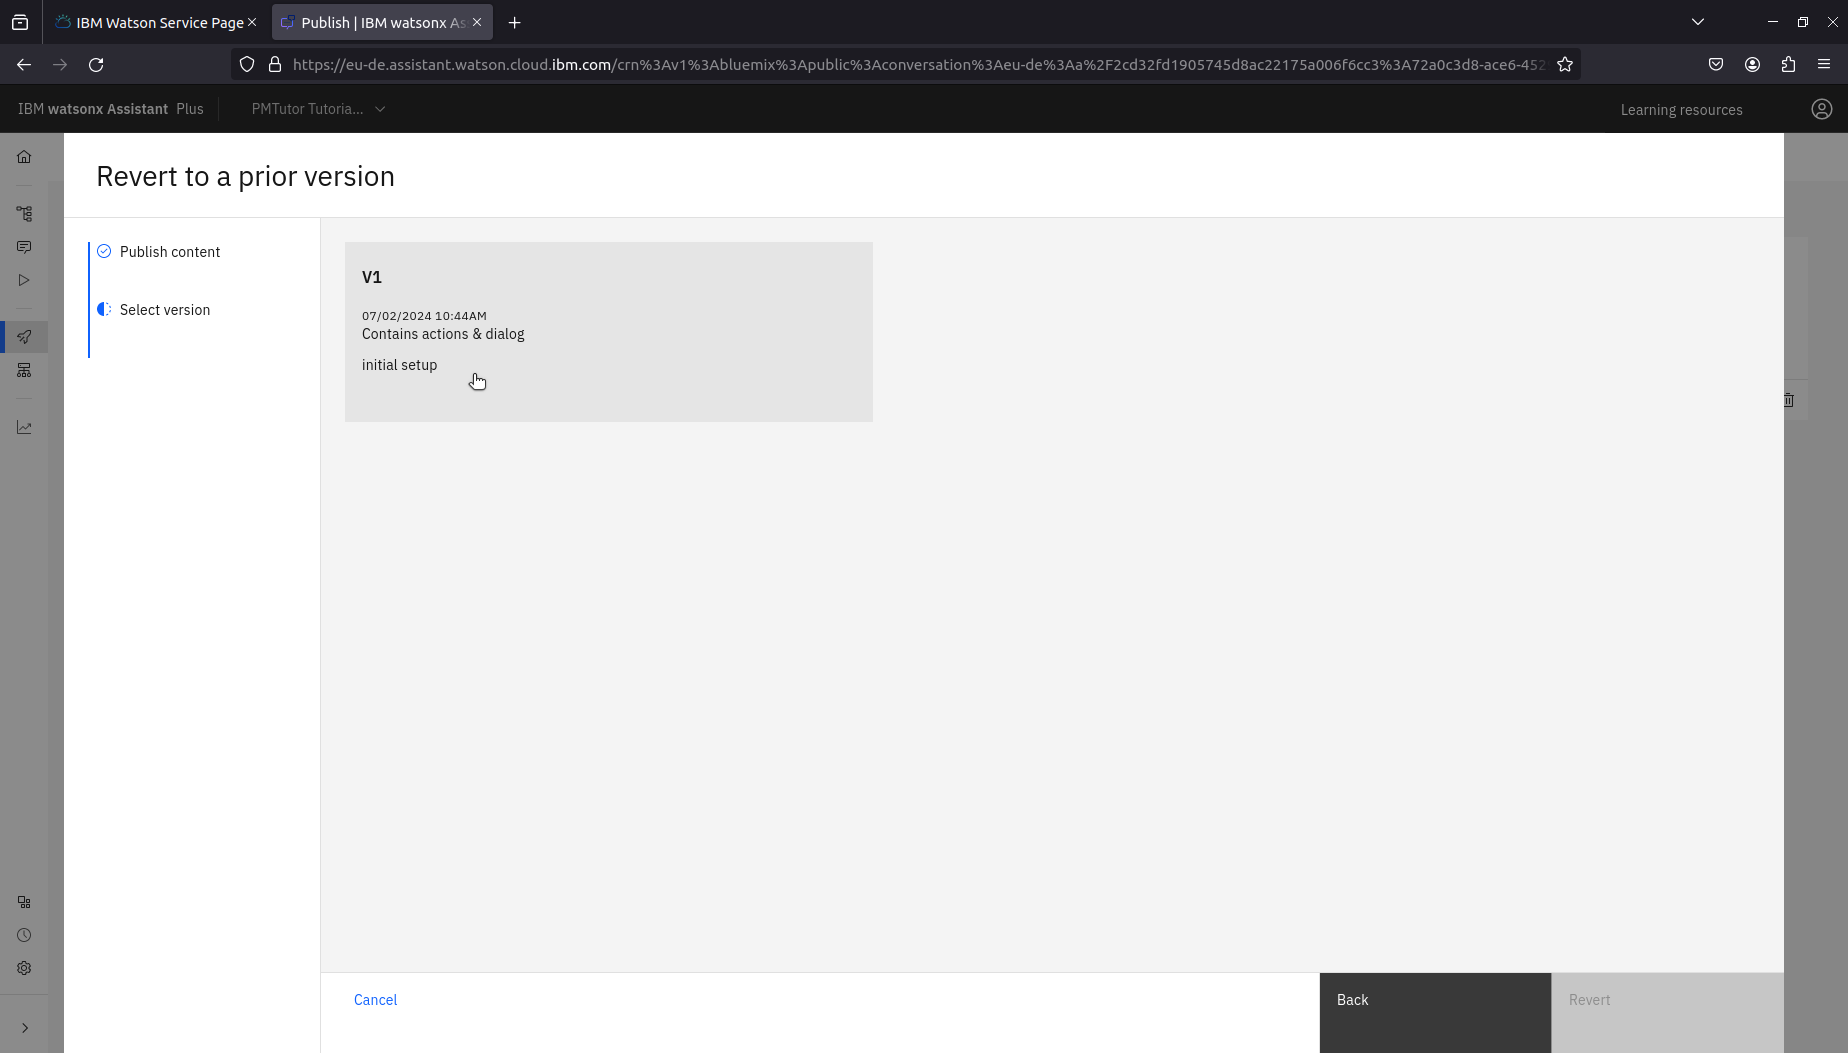 IBM Watson Service Page
Publish | IBM watsonx As
https://eu-de.assistant.watson.cloud.ibm.com/crn%3Av1%3Abluemix%3Apublic%3Aconversation%3Aeu-de%3Aa%2F2cd32fd1905745d8ac22175a006f6cc3%3A72a0c3d8-ace6-452
IBM watsonx Assistant Plus
PMTutor Tutoria...
Learning resources
Revert to a prior version
Publish content
Select version
V1
07/02/2024 10:44AM
Contains actions & dialog
initial setup
Cancel
Back
Revert